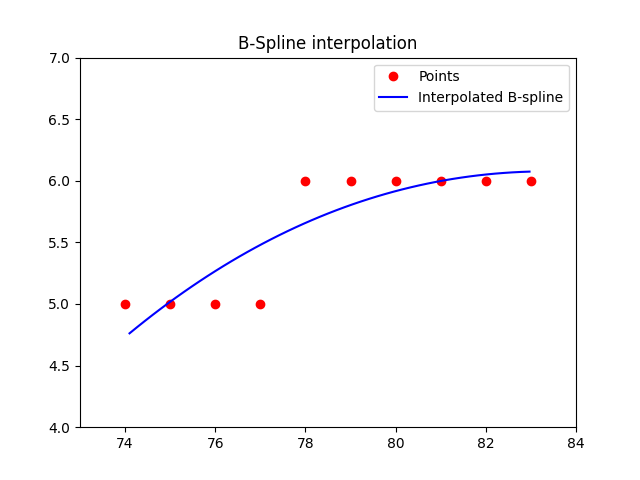 B-Spline interpolation
Points
Interpolated B-spline
7.0
6.5
6.0
5.5
5.0
4.5
4.0
74 76 78 80 82 84